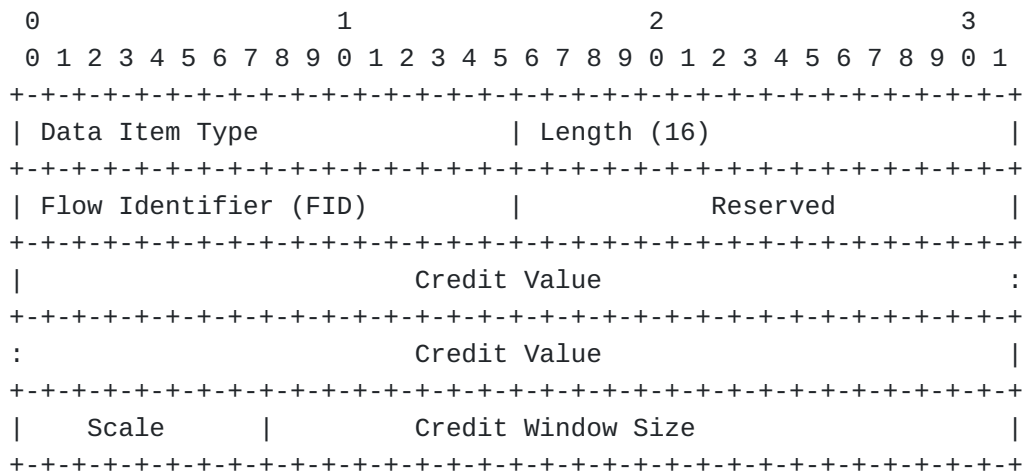 0                   1                   2                   3
 0 1 2 3 4 5 6 7 8 9 0 1 2 3 4 5 6 7 8 9 0 1 2 3 4 5 6 7 8 9 0 1
+-+-+-+-+-+-+-+-+-+-+-+-+-+-+-+-+-+-+-+-+-+-+-+-+-+-+-+-+-+-+-+-+
| Data Item Type                | Length (16)                   |
+-+-+-+-+-+-+-+-+-+-+-+-+-+-+-+-+-+-+-+-+-+-+-+-+-+-+-+-+-+-+-+-+
| Flow Identifier (FID)         |            Reserved           |
+-+-+-+-+-+-+-+-+-+-+-+-+-+-+-+-+-+-+-+-+-+-+-+-+-+-+-+-+-+-+-+-+
|                         Credit Value                          :
+-+-+-+-+-+-+-+-+-+-+-+-+-+-+-+-+-+-+-+-+-+-+-+-+-+-+-+-+-+-+-+-+
:                         Credit Value                          |
+-+-+-+-+-+-+-+-+-+-+-+-+-+-+-+-+-+-+-+-+-+-+-+-+-+-+-+-+-+-+-+-+
|    Scale      |         Credit Window Size                    |
+-+-+-+-+-+-+-+-+-+-+-+-+-+-+-+-+-+-+-+-+-+-+-+-+-+-+-+-+-+-+-+-+